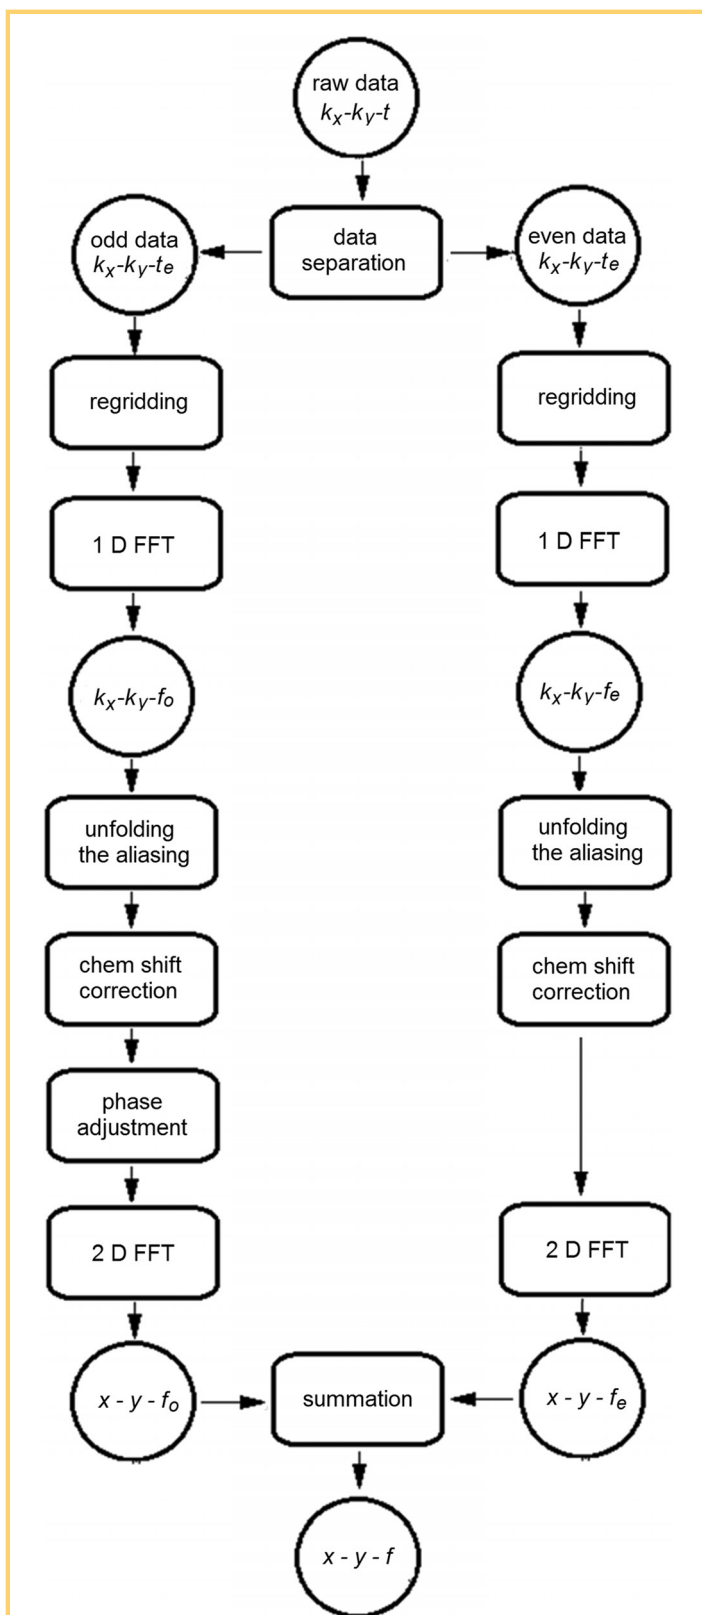 raw data
kx-ky-t
data
separation
odd data
kx-ky-te
even data
kx-ky-te
regridding
regridding
1 D FFT
1 D FFT
kx-ky-fo
kx-ky-fe
unfolding
the aliasing
unfolding
the aliasing
chem shift
correction
chem shift
correction
phase
adjustment
2 D FFT
2 D FFT
x - y - fo
summation
x - y - fe
x - y - f